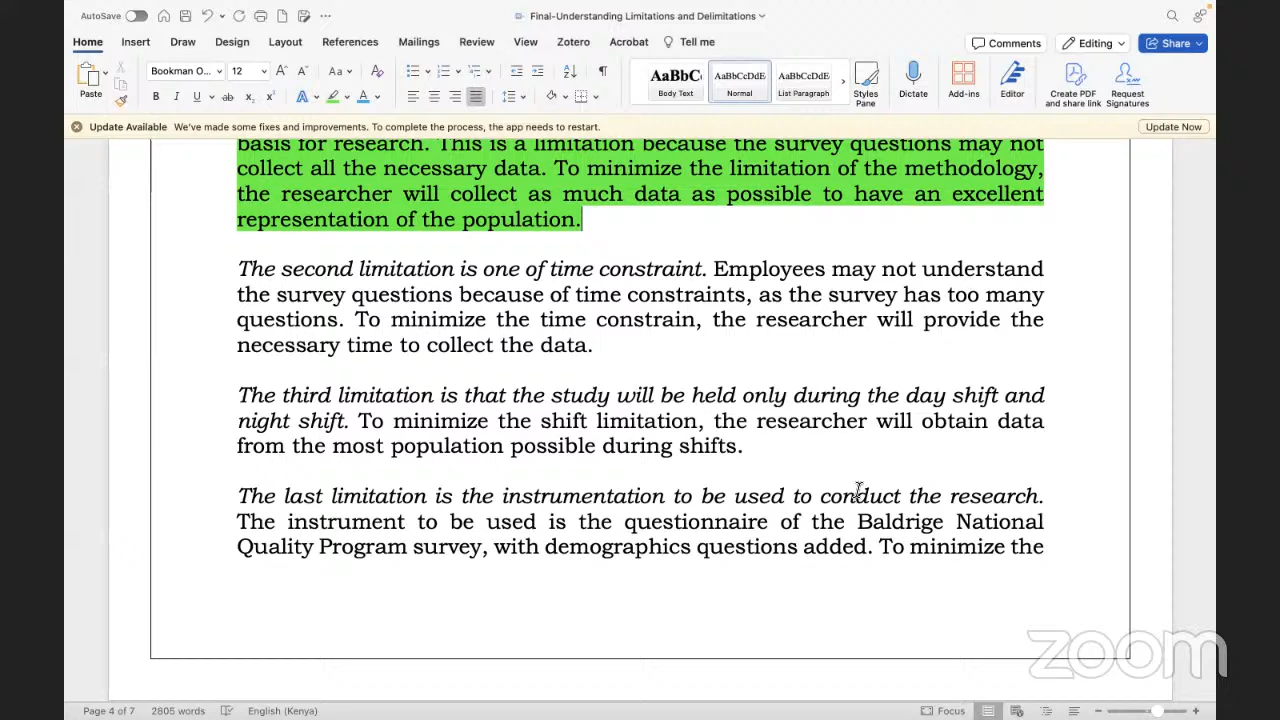 AutoSave
Final-Understanding Limitations and Delimitations
Home Insert Draw Design Layout References Mailings Review View Zotero Acrobat Tell me Comments Editing Share
Paste
Bookman O... 12
Aa
B I U ab x₂ x²
AaBbC AaBbCcDdE AaBbCcDdE
Body Text Normal List Paragraph
Styles Pane
Dictate
Add-ins
Editor
Create PDF and share link
Request Signatures
Update Available We've made some fixes and improvements. To complete the process, the app needs to restart. Update Now
basis for research. This is a limitation because the survey questions may not
collect all the necessary data. To minimize the limitation of the methodology,
the researcher will collect as much data as possible to have an excellent
representation of the population.
The second limitation is one of time constraint. Employees may not understand
the survey questions because of time constraints, as the survey has too many
questions. To minimize the time constrain, the researcher will provide the
necessary time to collect the data.
The third limitation is that the study will be held only during the day shift and
night shift. To minimize the shift limitation, the researcher will obtain data
from the most population possible during shifts.
The last limitation is the instrumentation to be used to conduct the research.
The instrument to be used is the questionnaire of the Baldrige National
Quality Program survey, with demographics questions added. To minimize the
zoom
Page 4 of 7 2805 words English (Kenya) Focus